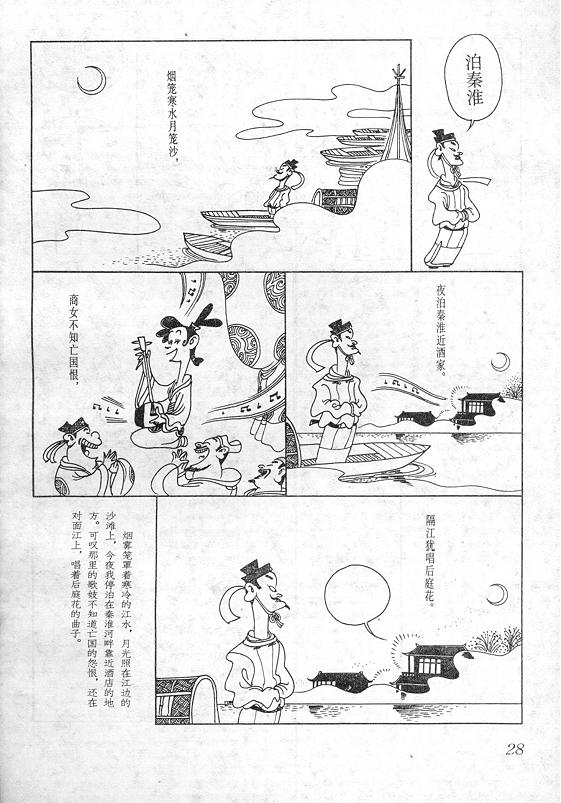 泊秦淮
烟笼寒水月笼沙，
夜泊秦淮近酒家。
商女不知亡国恨，
隔江犹唱后庭花。
烟雾笼罩着寒冷的江水，月光照在江边的
沙滩上，今夜我停泊在秦淮河畔靠近酒店的地
方。可叹那里的歌妓不知道亡国的怨恨，还在
对面江上，唱着后庭花的曲子。
28